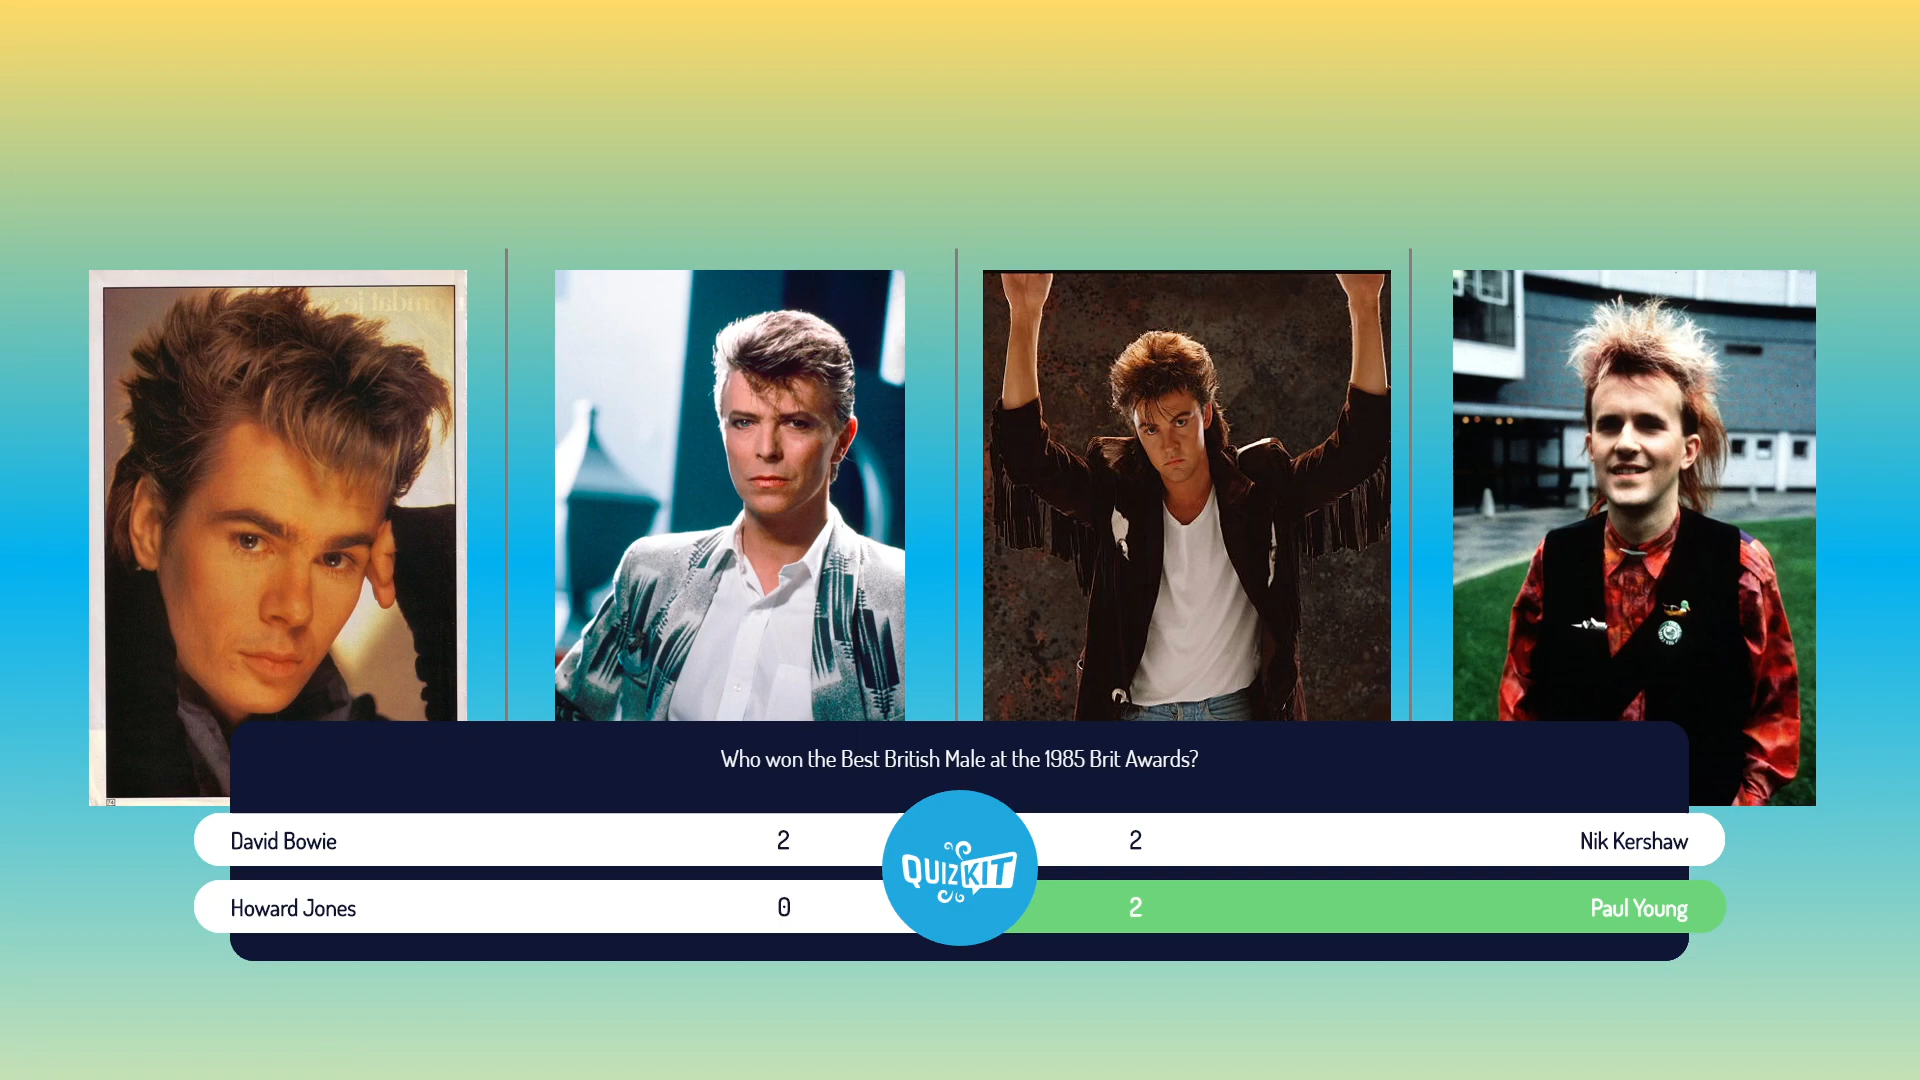 Who won the Best British Male at the 1985 Brit Awards?
David Bowie 2
2 Nik Kershaw
Howard Jones 0
2 Paul Young
QUIZKIT